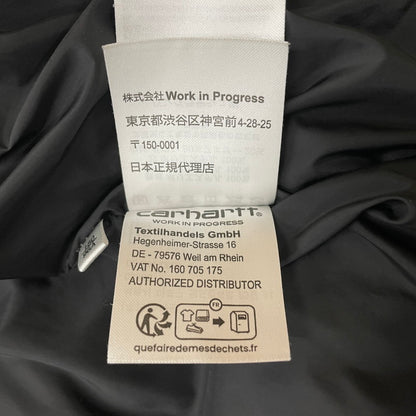 株式会社Work in Progress
東京都渋谷区神宮前4-28-25
〒150-0001
日本正規代理店
carhartt
WORK IN PROGRESS
Textilhandels GmbH
Hegenheimer-Strasse 16
DE - 79576 Weil am Rhein
VAT No. 160 705 175
AUTHORIZED DISTRIBUTOR
FR
quefairedemesdechets.fr/